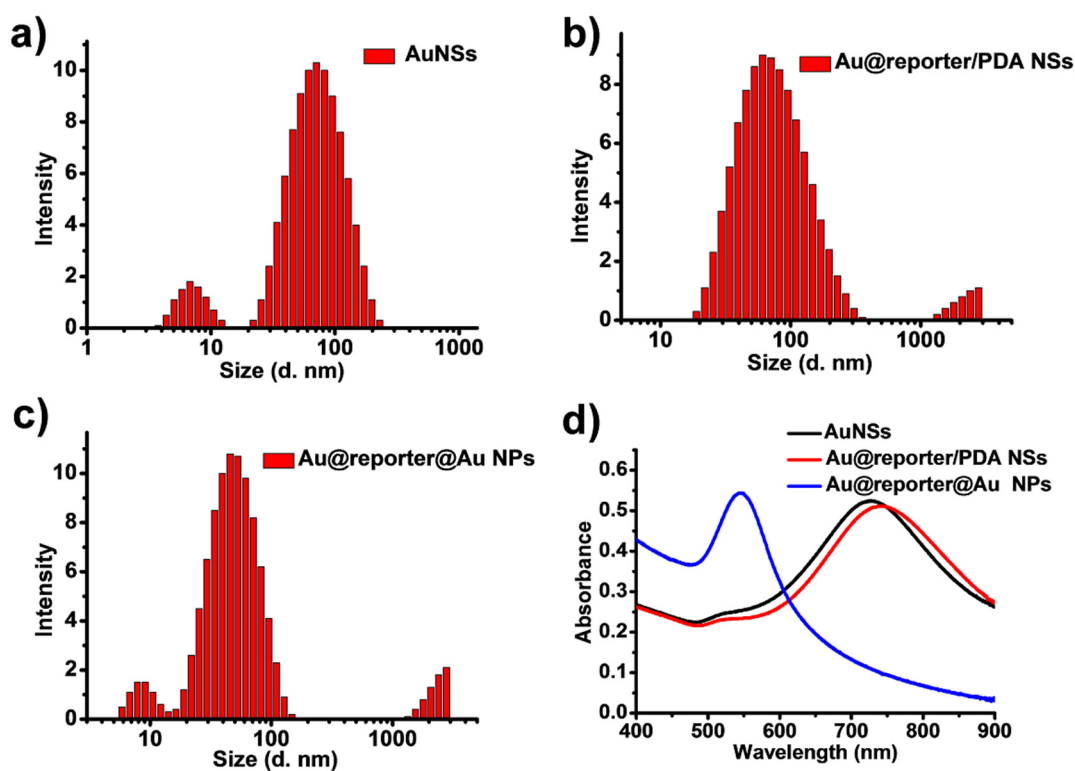 a)
AuNSs
Intensity
10
8
6
4
2
0
1
10
100
1000
Size (d. nm)
b)
Au@reporter/PDA NSs
Intensity
8
6
4
2
0
10
100
1000
Size (d. nm)
c)
Au@reporter@Au NPs
Intensity
10
8
6
4
2
0
10
100
1000
Size (d. nm)
d)
AuNSs
Au@reporter/PDA NSs
Au@reporter@Au NPs
Absorbance
0.6
0.5
0.4
0.3
0.2
0.1
0.0
400
500
600
700
800
900
Wavelength (nm)